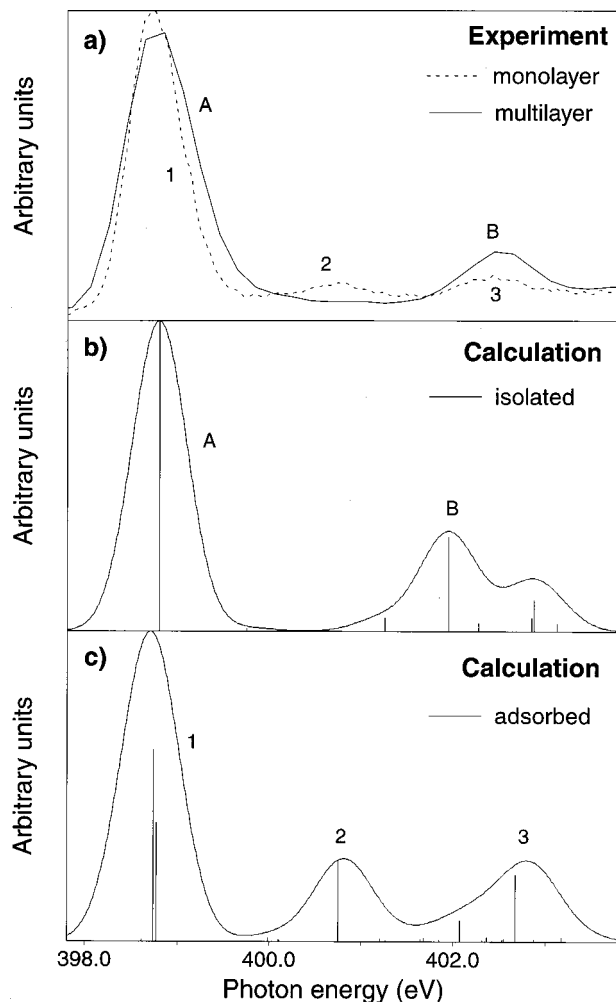 a)
Experiment
monolayer
multilayer
A
1
2
B
3
Arbitrary units
b)
Calculation
isolated
A
B
Arbitrary units
c)
Calculation
adsorbed
1
2
3
Arbitrary units
398.0
400.0
402.0
Photon energy (eV)